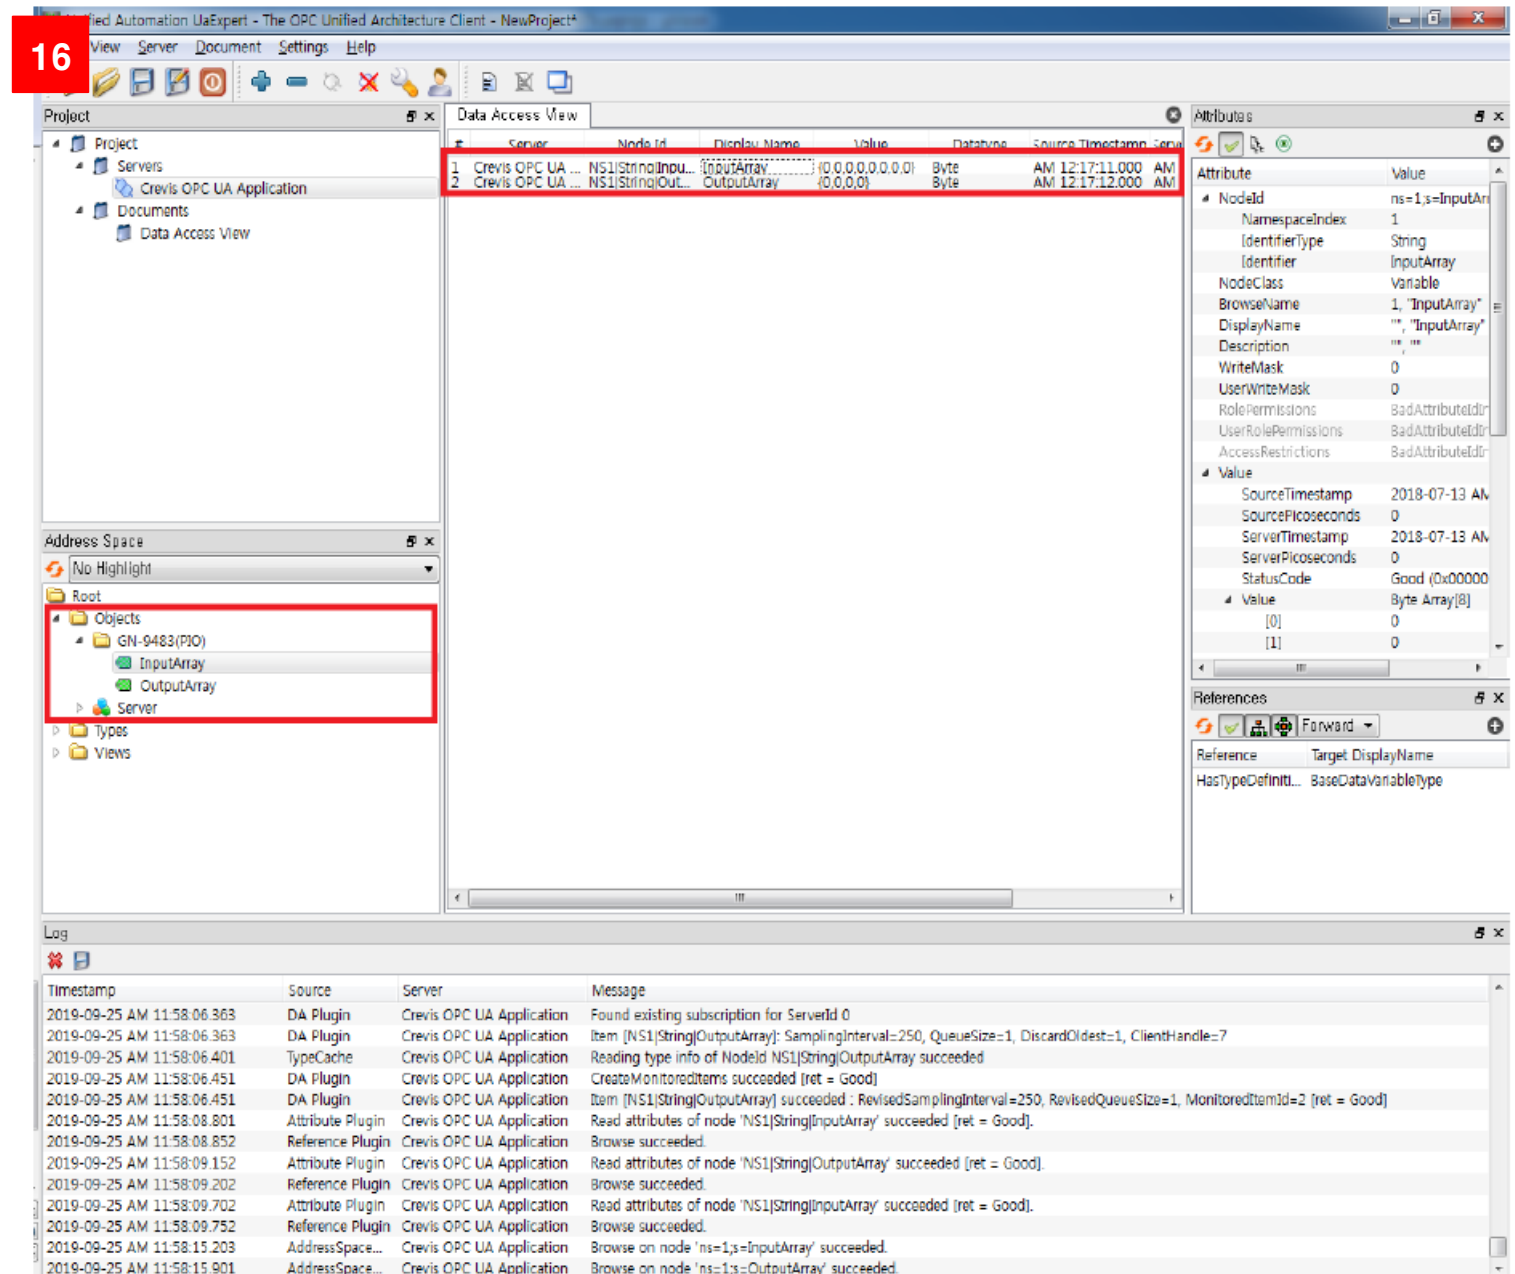 16
Unified Automation UaExpert - The OPC Unified Architecture Client - NewProject*
View Server Document Settings Help
Project
Project
Servers
Crevis OPC UA Application
Documents
Data Access View
Address Space
No Highlight
Root
Objects
GN-9483(PIO)
InputArray
OutputArray
Server
Types
Views
Data Access View
# Server Node Id Display Name Value Datatype Source Timestamp Serve
1 Crevis OPC UA ... NS1|String|Inpu... InputArray {0,0,0,0,0,0,0,0} Byte AM 12:17:11.000 AM
2 Crevis OPC UA ... NS1|String|Out... OutputArray {0,0,0,0} Byte AM 12:17:12.000 AM
Attributes
Attribute Value
NodeId ns=1;s=InputArr
NamespaceIndex 1
IdentifierType String
Identifier InputArray
NodeClass Variable
BrowseName 1, "InputArray"
DisplayName "", "InputArray"
Description "", ""
WriteMask 0
UserWriteMask 0
RolePermissions BadAttributeIdIn
UserRolePermissions BadAttributeIdIn
AccessRestrictions BadAttributeIdIn
Value
SourceTimestamp 2018-07-13 AM
SourcePicoseconds 0
ServerTimestamp 2018-07-13 AM
ServerPicoseconds 0
StatusCode Good (0x00000
Value Byte Array[8]
[0] 0
[1] 0
References
Forward
Reference Target DisplayName
HasTypeDefiniti... BaseDataVariableType
Log
Timestamp Source Server Message
2019-09-25 AM 11:58:06.363 DA Plugin Crevis OPC UA Application Found existing subscription for ServerId 0
2019-09-25 AM 11:58:06.363 DA Plugin Crevis OPC UA Application Item [NS1|String|OutputArray]: SamplingInterval=250, QueueSize=1, DiscardOldest=1, ClientHandle=7
2019-09-25 AM 11:58:06.401 TypeCache Crevis OPC UA Application Reading type info of NodeId NS1|String|OutputArray succeeded
2019-09-25 AM 11:58:06.451 DA Plugin Crevis OPC UA Application CreateMonitoredItems succeeded [ret = Good]
2019-09-25 AM 11:58:06.451 DA Plugin Crevis OPC UA Application Item [NS1|String|OutputArray] succeeded : RevisedSamplingInterval=250, RevisedQueueSize=1, MonitoredItemId=2 [ret = Good]
2019-09-25 AM 11:58:08.801 Attribute Plugin Crevis OPC UA Application Read attributes of node 'NS1|String|InputArray' succeeded [ret = Good].
2019-09-25 AM 11:58:08.852 Reference Plugin Crevis OPC UA Application Browse succeeded.
2019-09-25 AM 11:58:09.152 Attribute Plugin Crevis OPC UA Application Read attributes of node 'NS1|String|OutputArray' succeeded [ret = Good].
2019-09-25 AM 11:58:09.202 Reference Plugin Crevis OPC UA Application Browse succeeded.
2019-09-25 AM 11:58:09.702 Attribute Plugin Crevis OPC UA Application Read attributes of node 'NS1|String|InputArray' succeeded [ret = Good].
2019-09-25 AM 11:58:09.752 Reference Plugin Crevis OPC UA Application Browse succeeded.
2019-09-25 AM 11:58:15.203 AddressSpace... Crevis OPC UA Application Browse on node 'ns=1;s=InputArray' succeeded.
2019-09-25 AM 11:58:15.901 AddressSpace... Crevis OPC UA Application Browse on node 'ns=1;s=OutputArray' succeeded.